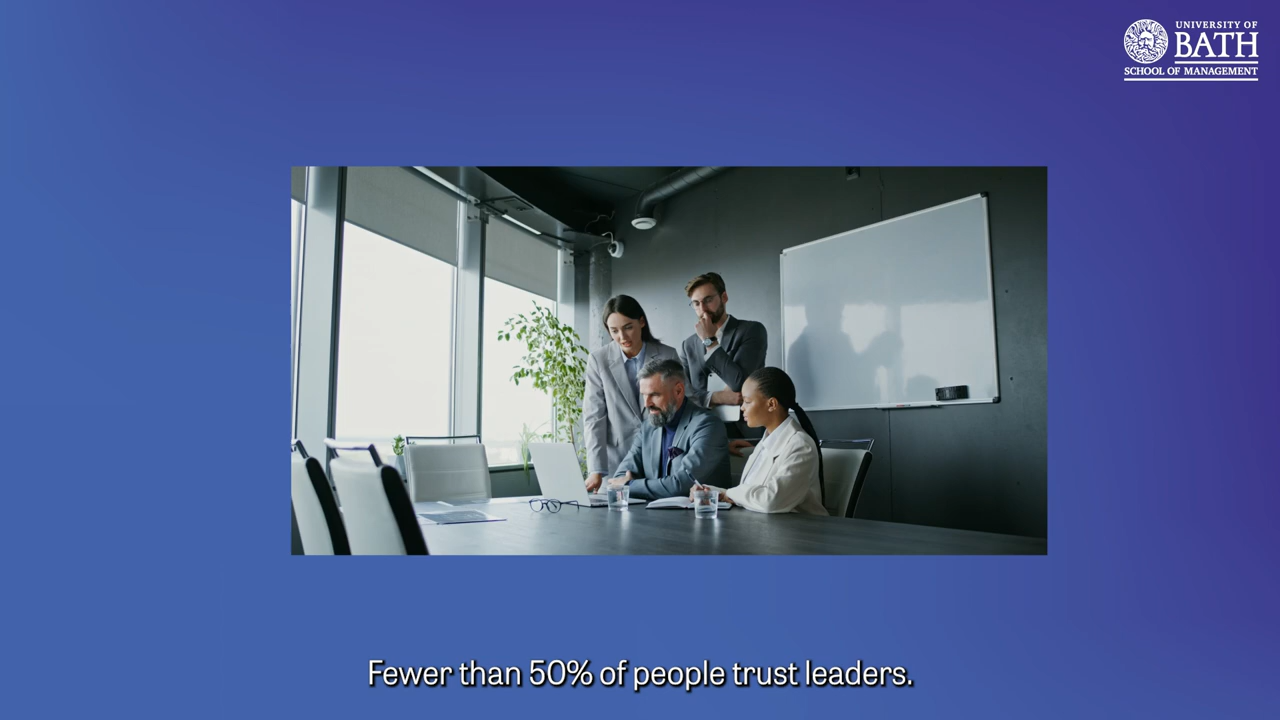 UNIVERSITY OF
BATH
SCHOOL OF MANAGEMENT
Fewer than 50% of people trust leaders.